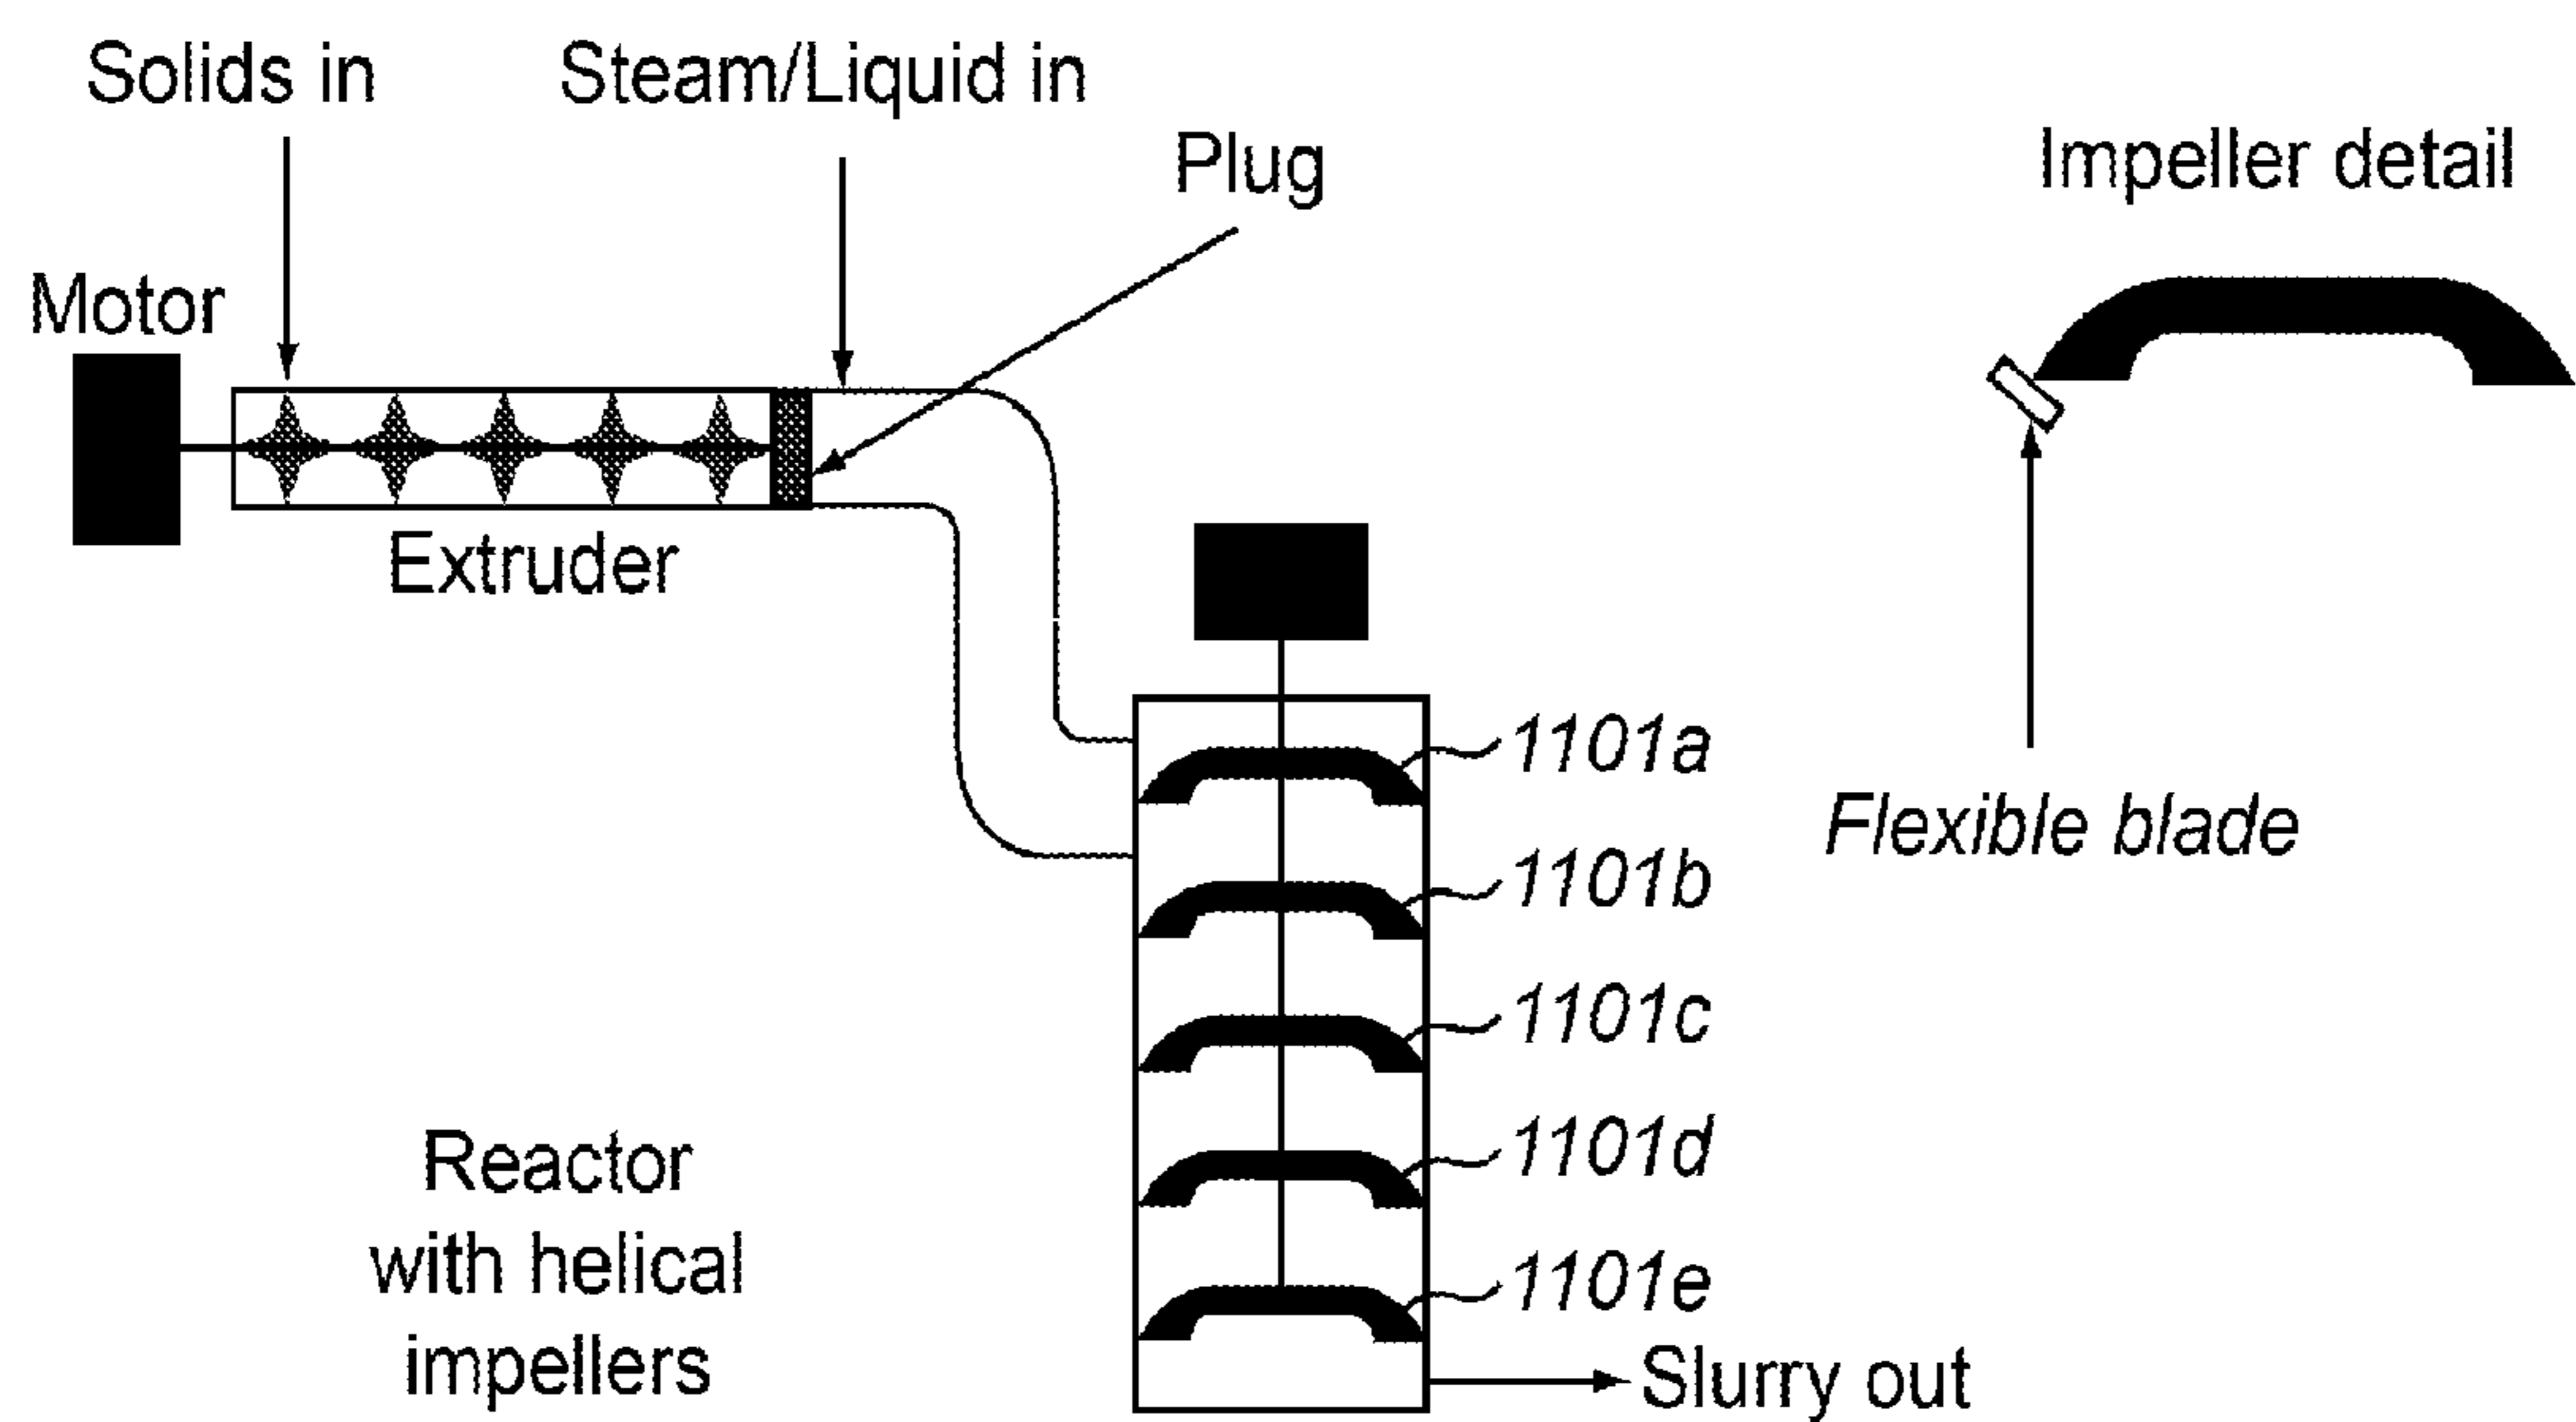 Solids in
Steam/Liquid in
Plug
Impeller detail
Motor
Extruder
Flexible blade
1101a
1101b
1101c
1101d
1101e
Reactor
with helical
impellers
Slurry out